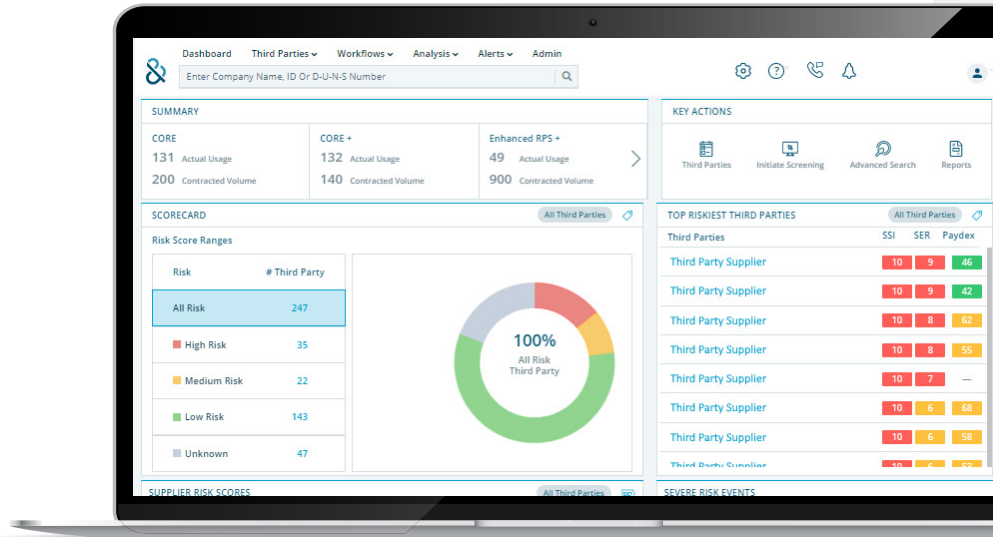 Dashboard Third Parties Workflows Analysis Alerts Admin
Enter Company Name, ID Or D-U-N-S Number
SUMMARY
CORE
131 Actual Usage
200 Contracted Volume
CORE +
132 Actual Usage
140 Contracted Volume
Enhanced RPS +
49 Actual Usage
900 Contracted Volume
KEY ACTIONS
Third Parties
Initiate Screening
Advanced Search
Reports
SCORECARD
All Third Parties
Risk Score Ranges
Risk # Third Party
All Risk 247
High Risk 35
Medium Risk 22
Low Risk 143
Unknown 47
100%
All Risk
Third Party
TOP RISKIEST THIRD PARTIES
All Third Parties
Third Parties SSI SER Paydex
Third Party Supplier 10 9 46
Third Party Supplier 10 9 42
Third Party Supplier 10 8 62
Third Party Supplier 10 8 55
Third Party Supplier 10 7 —
Third Party Supplier 10 6 68
Third Party Supplier 10 6 58
Third Party Supplier 10 6
SUPPLIER RISK SCORES
All Third Parties
SEVERE RISK EVENTS